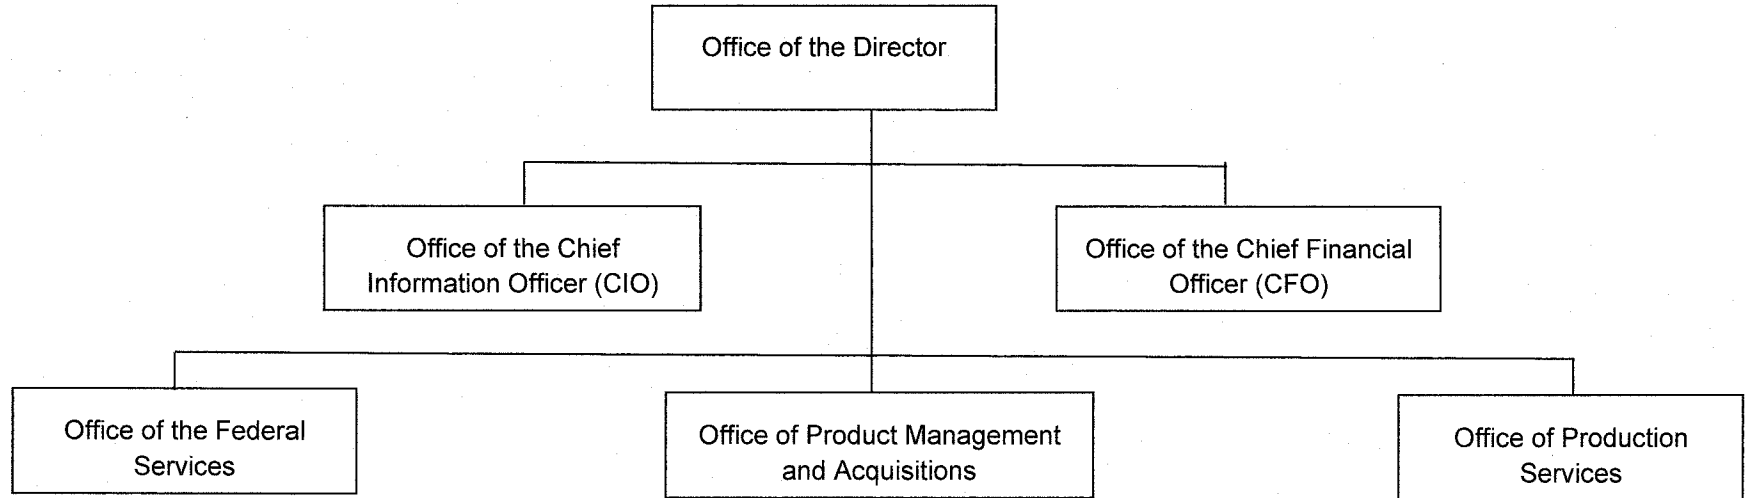 Office of the Director
Office of the Chief
Information Officer (CIO)
Office of the Chief Financial
Officer (CFO)
Office of the Federal
Services
Office of Product Management
and Acquisitions
Office of Production
Services